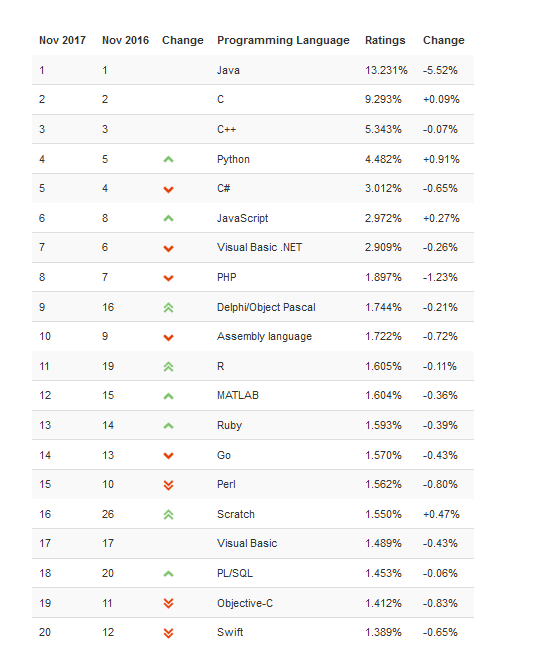 Nov 2017 Nov 2016 Change Programming Language Ratings Change
1 1 Java 13.231% -5.52%
2 2 C 9.293% +0.09%
3 3 C++ 5.343% -0.07%
4 5 Python 4.482% +0.91%
5 4 C# 3.012% -0.65%
6 8 JavaScript 2.972% +0.27%
7 6 Visual Basic .NET 2.909% -0.26%
8 7 PHP 1.897% -1.23%
9 16 Delphi/Object Pascal 1.744% -0.21%
10 9 Assembly language 1.722% -0.72%
11 19 R 1.605% -0.11%
12 15 MATLAB 1.604% -0.36%
13 14 Ruby 1.593% -0.39%
14 13 Go 1.570% -0.43%
15 10 Perl 1.562% -0.80%
16 26 Scratch 1.550% +0.47%
17 17 Visual Basic 1.489% -0.43%
18 20 PL/SQL 1.453% -0.06%
19 11 Objective-C 1.412% -0.83%
20 12 Swift 1.389% -0.65%